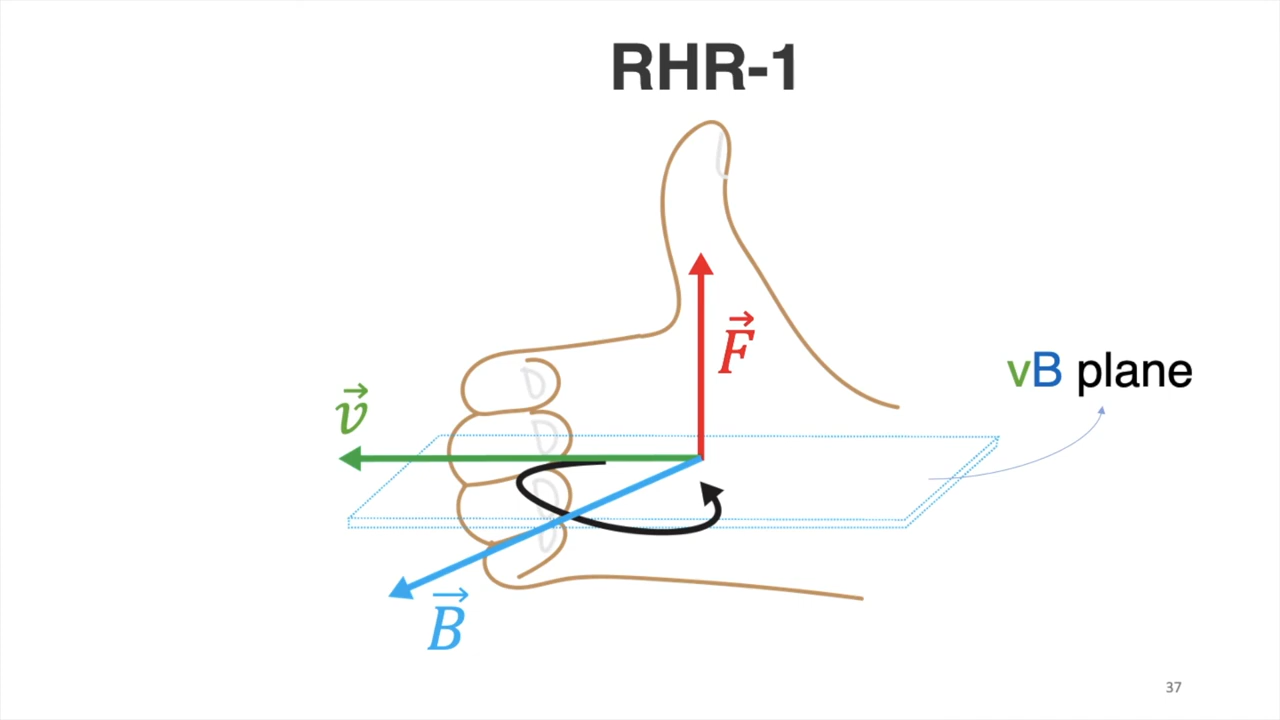 RHR-1
F⃗
vB plane
v⃗
B⃗
37